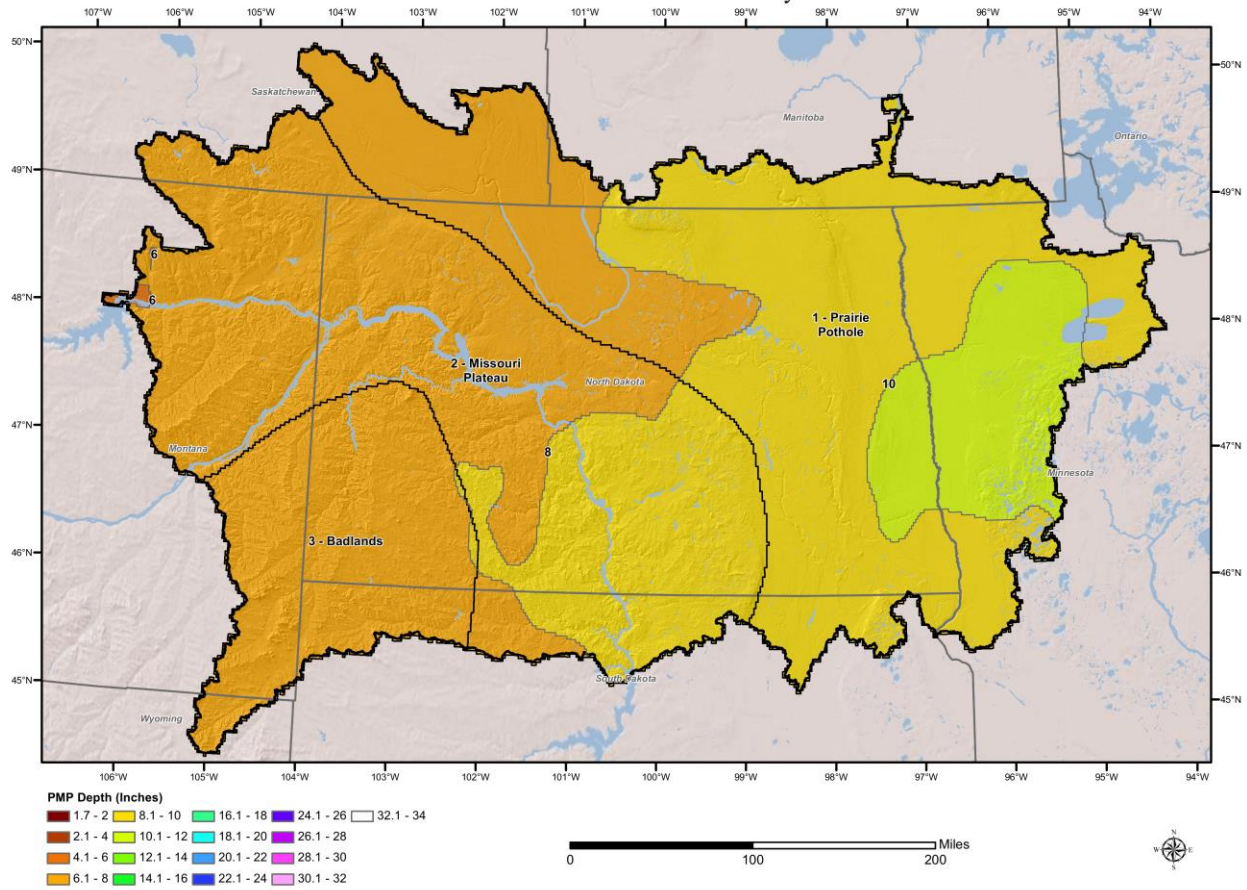 107°W 106°W 105°W 104°W 103°W 102°W 101°W 100°W 99°W 98°W 97°W 96°W 95°W 94°W
50°N
50°N
Saskatchewan
Manitoba
Ontario
49°N
49°N
6
6
48°N
48°N
1 - Prairie
Pothole
2 - Missouri
Plateau
North Dakota
10
47°N
47°N
Montana
8
Minnesota
46°N
46°N
3 - Badlands
45°N
45°N
South Dakota
Wyoming
106°W 105°W 104°W 103°W 102°W 101°W 100°W 99°W 98°W 97°W 96°W 95°W 94°W
PMP Depth (Inches)
1.7 - 2 8.1 - 10 16.1 - 18 24.1 - 26 32.1 - 34
2.1 - 4 10.1 - 12 18.1 - 20 26.1 - 28
4.1 - 6 12.1 - 14 20.1 - 22 28.1 - 30
6.1 - 8 14.1 - 16 22.1 - 24 30.1 - 32
Miles
0 100 200
N
W E
S